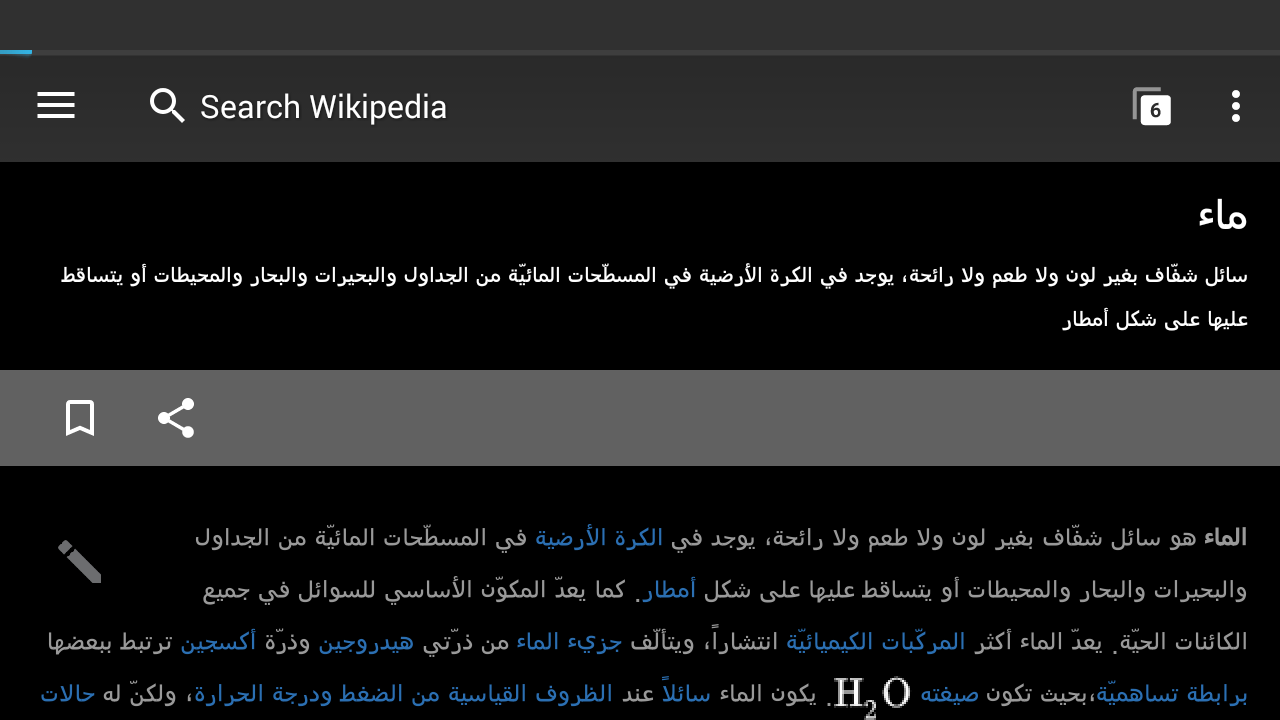 Search Wikipedia
6
ماء
سائل شفّاف بغير لون ولا طعم ولا رائحة، يوجد في الكرة الأرضية في المسطّحات المائيّة من الجداول والبحيرات والبحار والمحيطات أو يتساقط
عليها على شكل أمطار
الماء هو سائل شفّاف بغير لون ولا طعم ولا رائحة، يوجد في الكرة الأرضية في المسطّحات المائيّة من الجداول
والبحيرات والبحار والمحيطات أو يتساقط عليها على شكل أمطار. كما يعدّ المكوّن الأساسي للسوائل في جميع
الكائنات الحيّة. يعدّ الماء أكثر المركّبات الكيميائيّة انتشاراً، ويتألّف جزيء الماء من ذرّتي هيدروجين وذرّة أكسجين ترتبط ببعضها
برابطة تساهميّة،بحيث تكون صيغته H2O. يكون الماء سائلاً عند الظروف القياسية من الضغط ودرجة الحرارة، ولكنّ له حالات